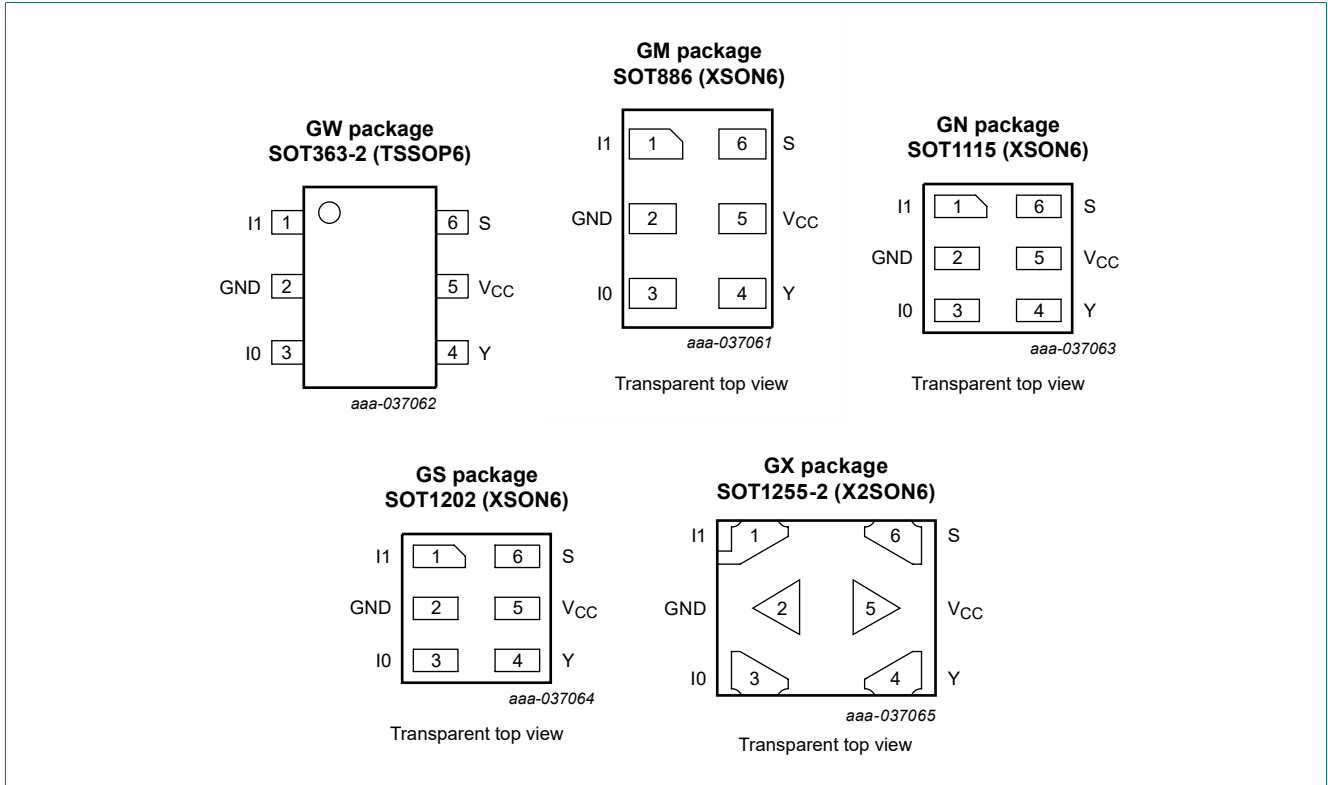 GW package
SOT363-2 (TSSOP6)
I1 1 6 S
GND 2 5 VCC
I0 3 4 Y
aaa-037062
GM package
SOT886 (XSON6)
I1 1 6 S
GND 2 5 VCC
I0 3 4 Y
aaa-037061
Transparent top view
GN package
SOT1115 (XSON6)
I1 1 6 S
GND 2 5 VCC
I0 3 4 Y
aaa-037063
Transparent top view
GS package
SOT1202 (XSON6)
I1 1 6 S
GND 2 5 VCC
I0 3 4 Y
aaa-037064
Transparent top view
GX package
SOT1255-2 (X2SON6)
I1 1 6 S
GND 2 5 VCC
I0 3 4 Y
aaa-037065
Transparent top view